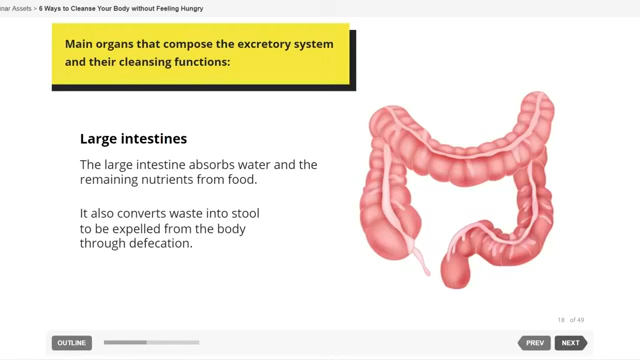 nar Assets > 6 Ways to Cleanse Your Body without Feeling Hungry
Main organs that compose the excretory system
and their cleansing functions:
Large intestines
The large intestine absorbs water and the
remaining nutrients from food.
It also converts waste into stool
to be expelled from the body
through defecation.
18 of 49
OUTLINE
PREV
NEXT